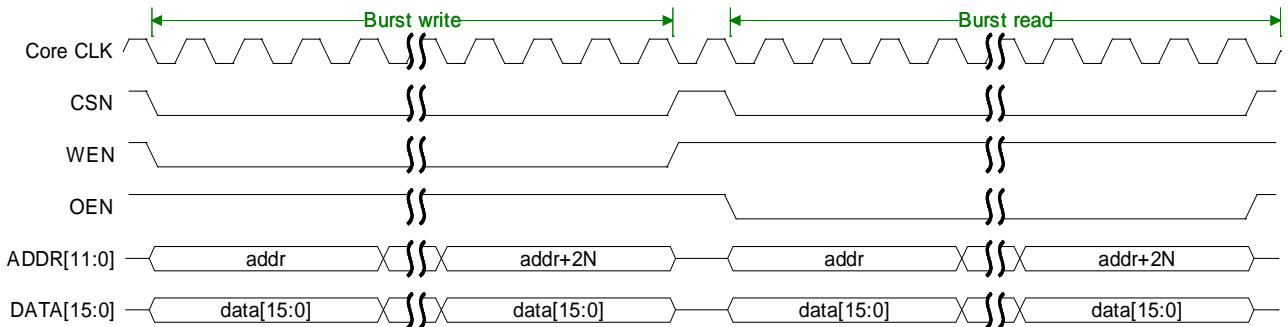 Burst write Burst read
Core CLK
CSN
WEN
OEN
ADDR[11:0] addr addr+2N addr addr+2N
DATA[15:0] data[15:0] data[15:0] data[15:0] data[15:0]